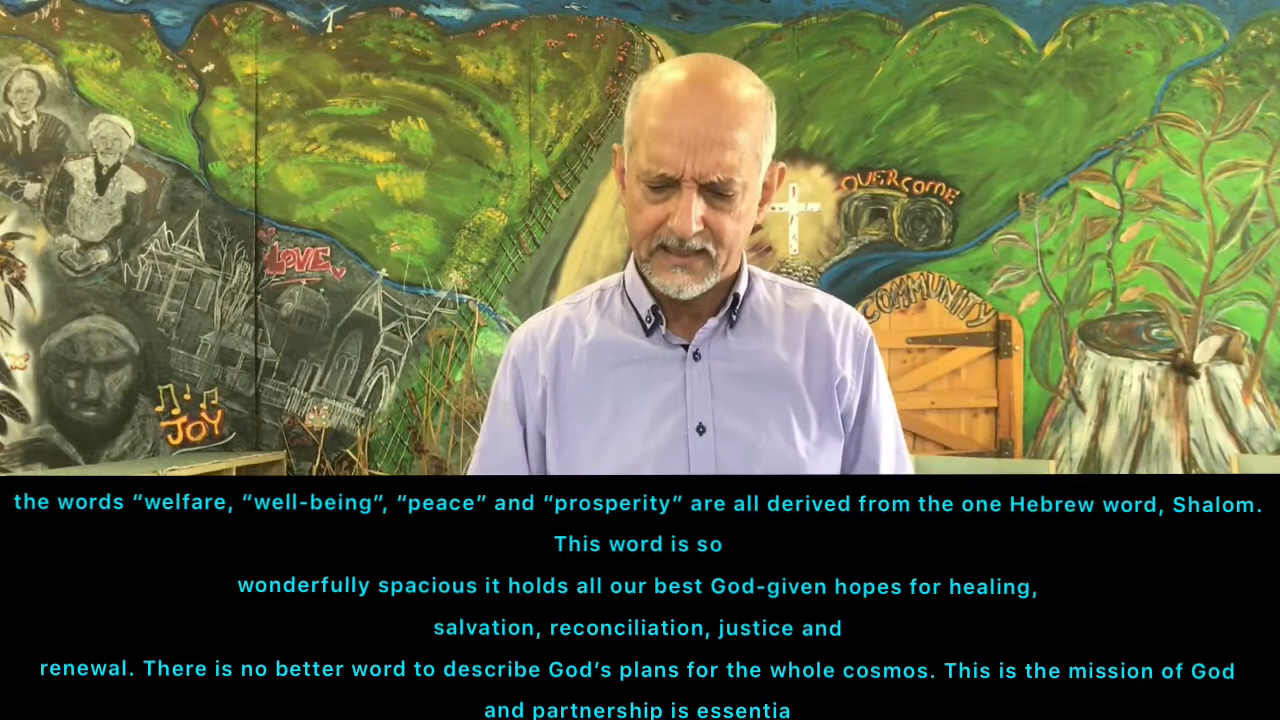 OVERCOME
LOVE
COMMUNITY
JOY
the words “welfare, “well-being”, “peace” and “prosperity” are all derived from the one Hebrew word, Shalom.
This word is so
wonderfully spacious it holds all our best God-given hopes for healing,
salvation, reconciliation, justice and
renewal. There is no better word to describe God’s plans for the whole cosmos. This is the mission of God
and partnership is essentia